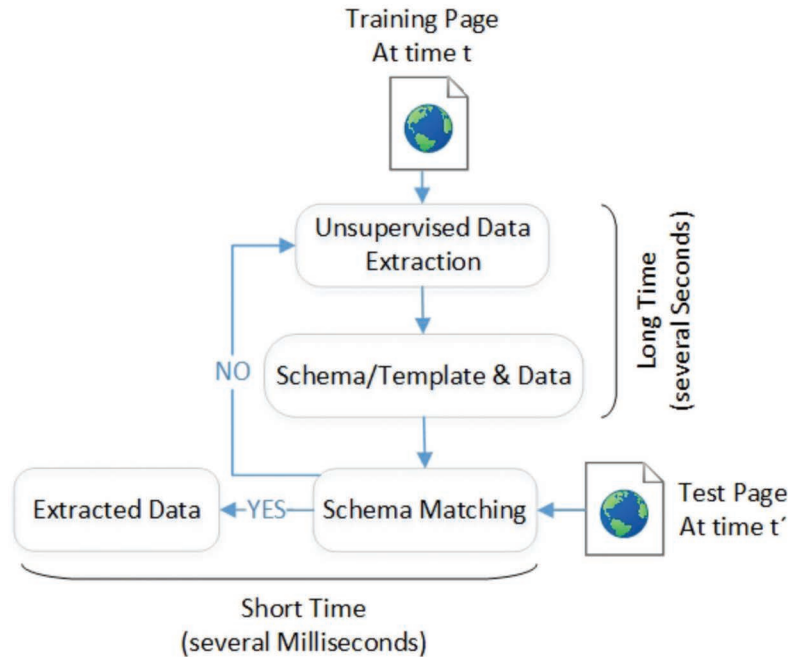 Training Page
At time t
Unsupervised Data
Extraction
Long Time
(several Seconds)
NO
Schema/Template & Data
Extracted Data
YES
Schema Matching
Test Page
At time t´
Short Time
(several Milliseconds)